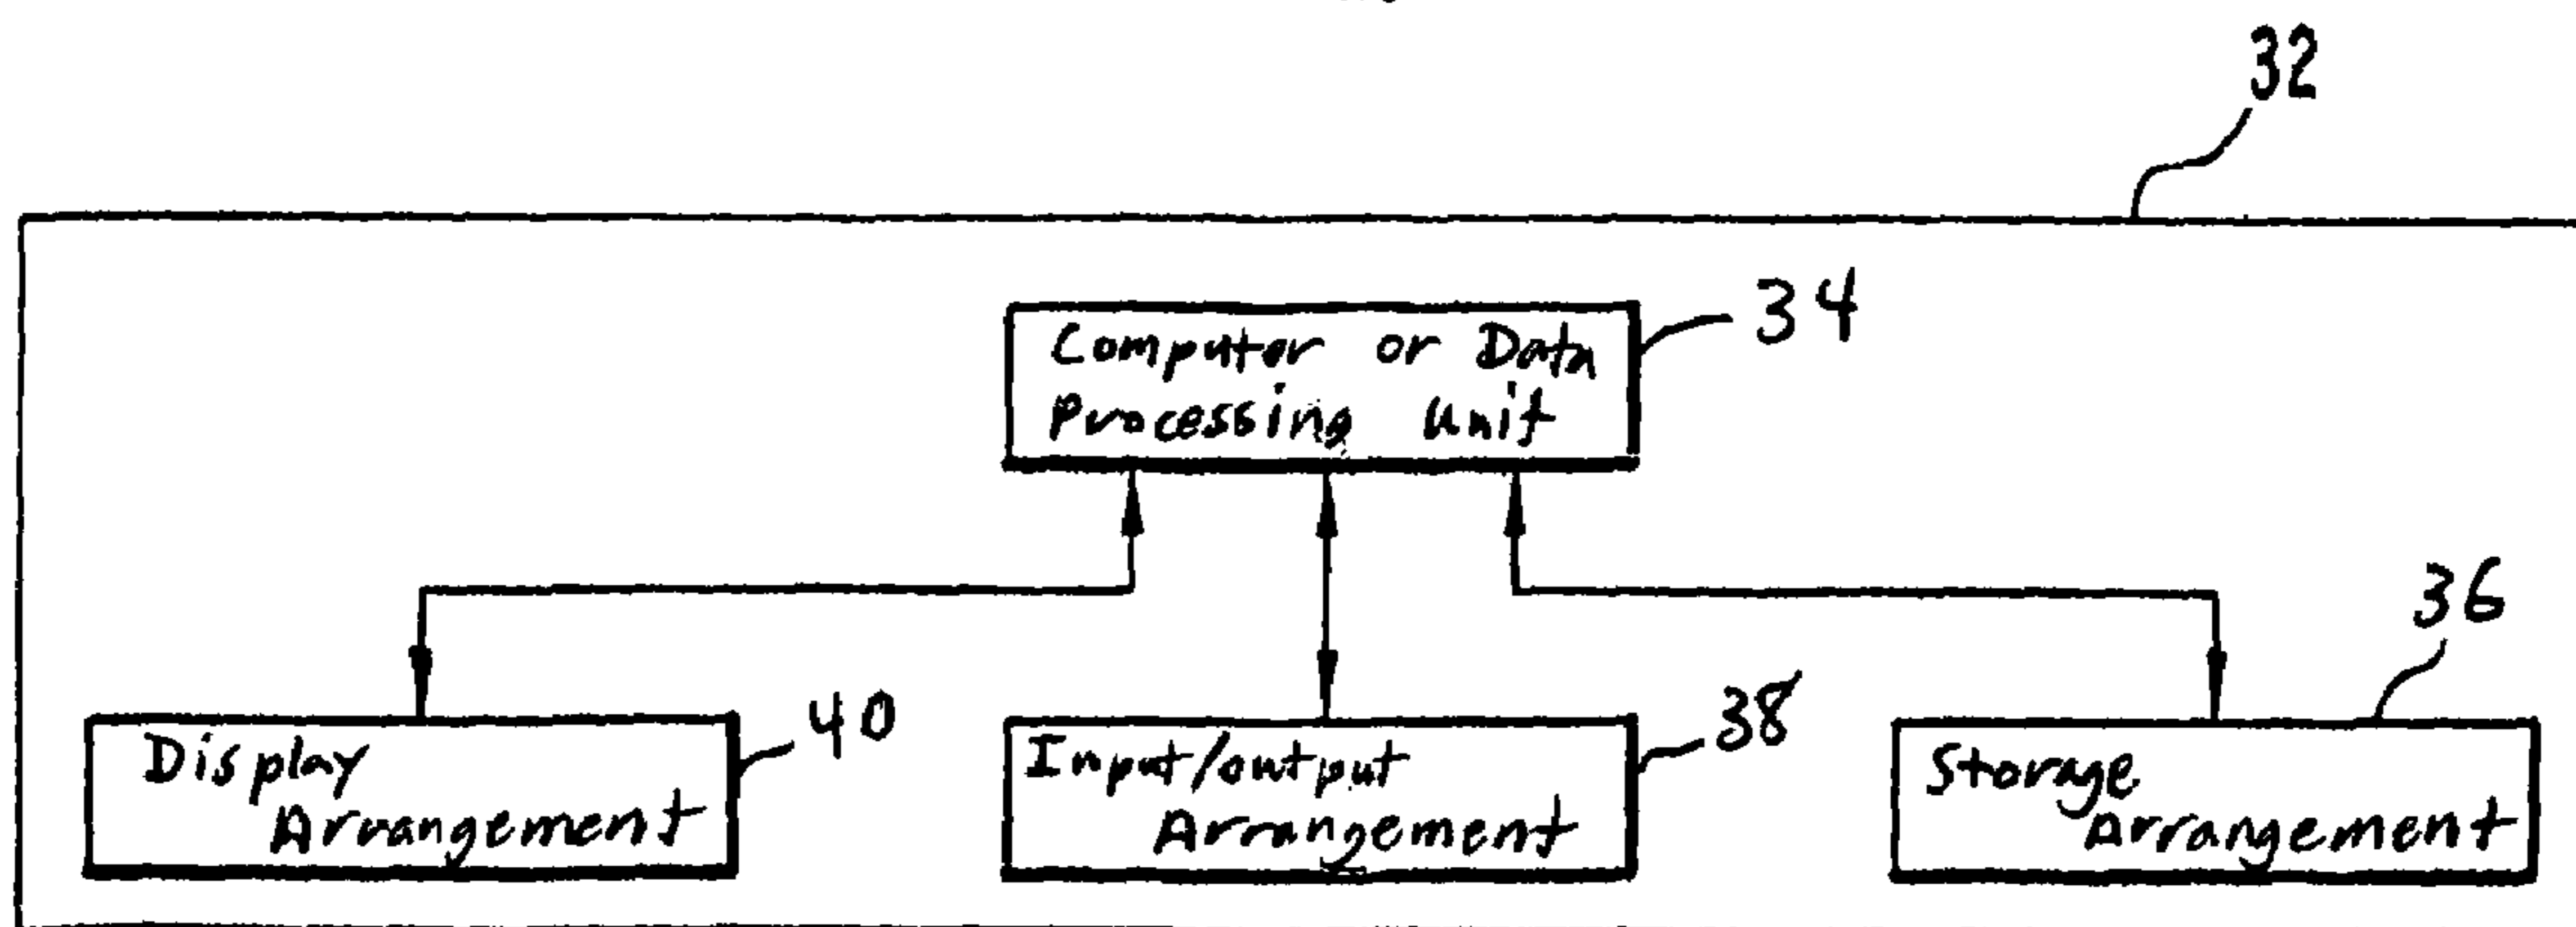 32
Computer or Data
Processing Unit
34
36
Display
Arrangement
40
Input/output
Arrangement
38
Storage
Arrangement